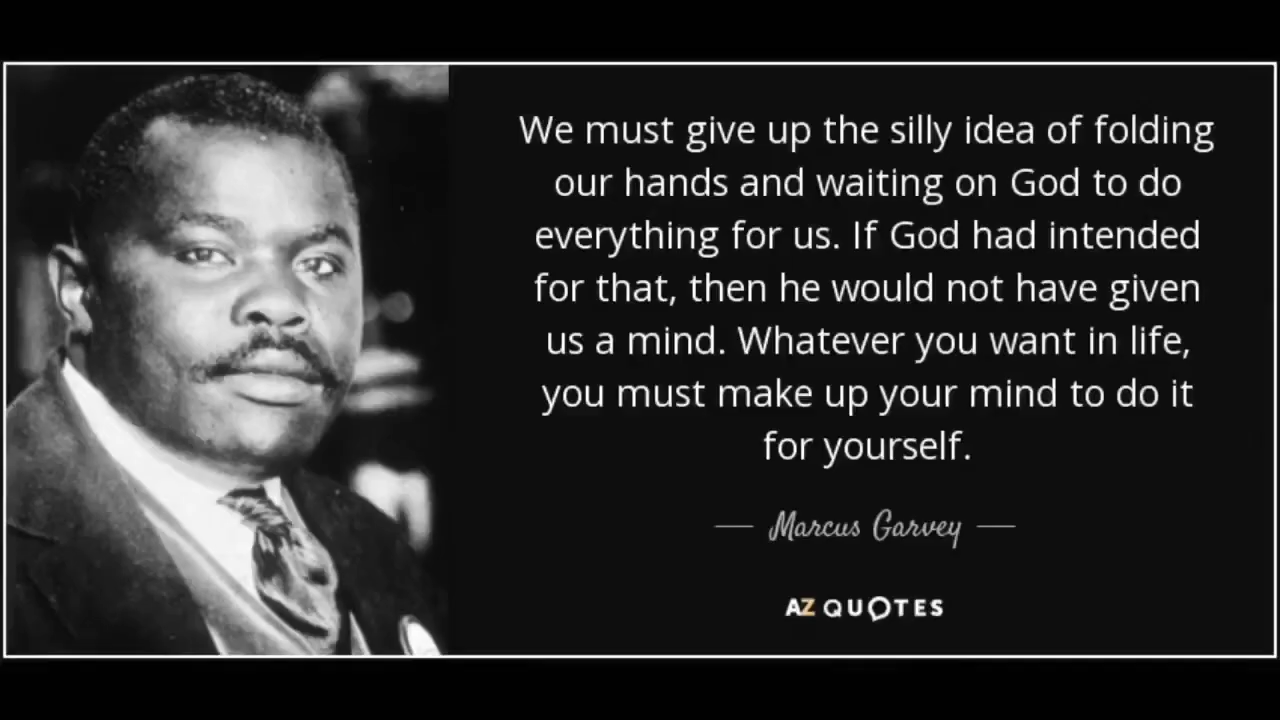 We must give up the silly idea of folding
our hands and waiting on God to do
everything for us. If God had intended
for that, then he would not have given
us a mind. Whatever you want in life,
you must make up your mind to do it
for yourself.
Marcus Garvey
AZ QUOTES